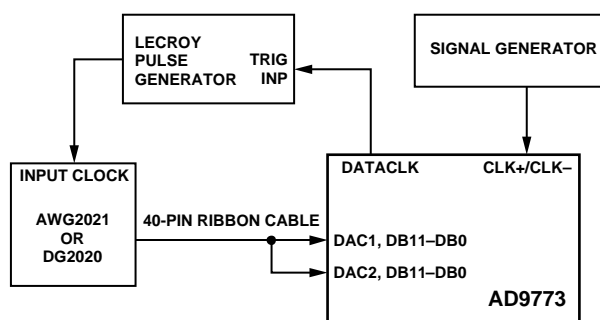 LECROY
PULSE
GENERATOR
TRIG
INP
SIGNAL GENERATOR
INPUT CLOCK
AWG2021
OR
DG2020
40-PIN RIBBON CABLE
DATACLK
CLK+/CLK–
DAC1, DB11–DB0
DAC2, DB11–DB0
AD9773